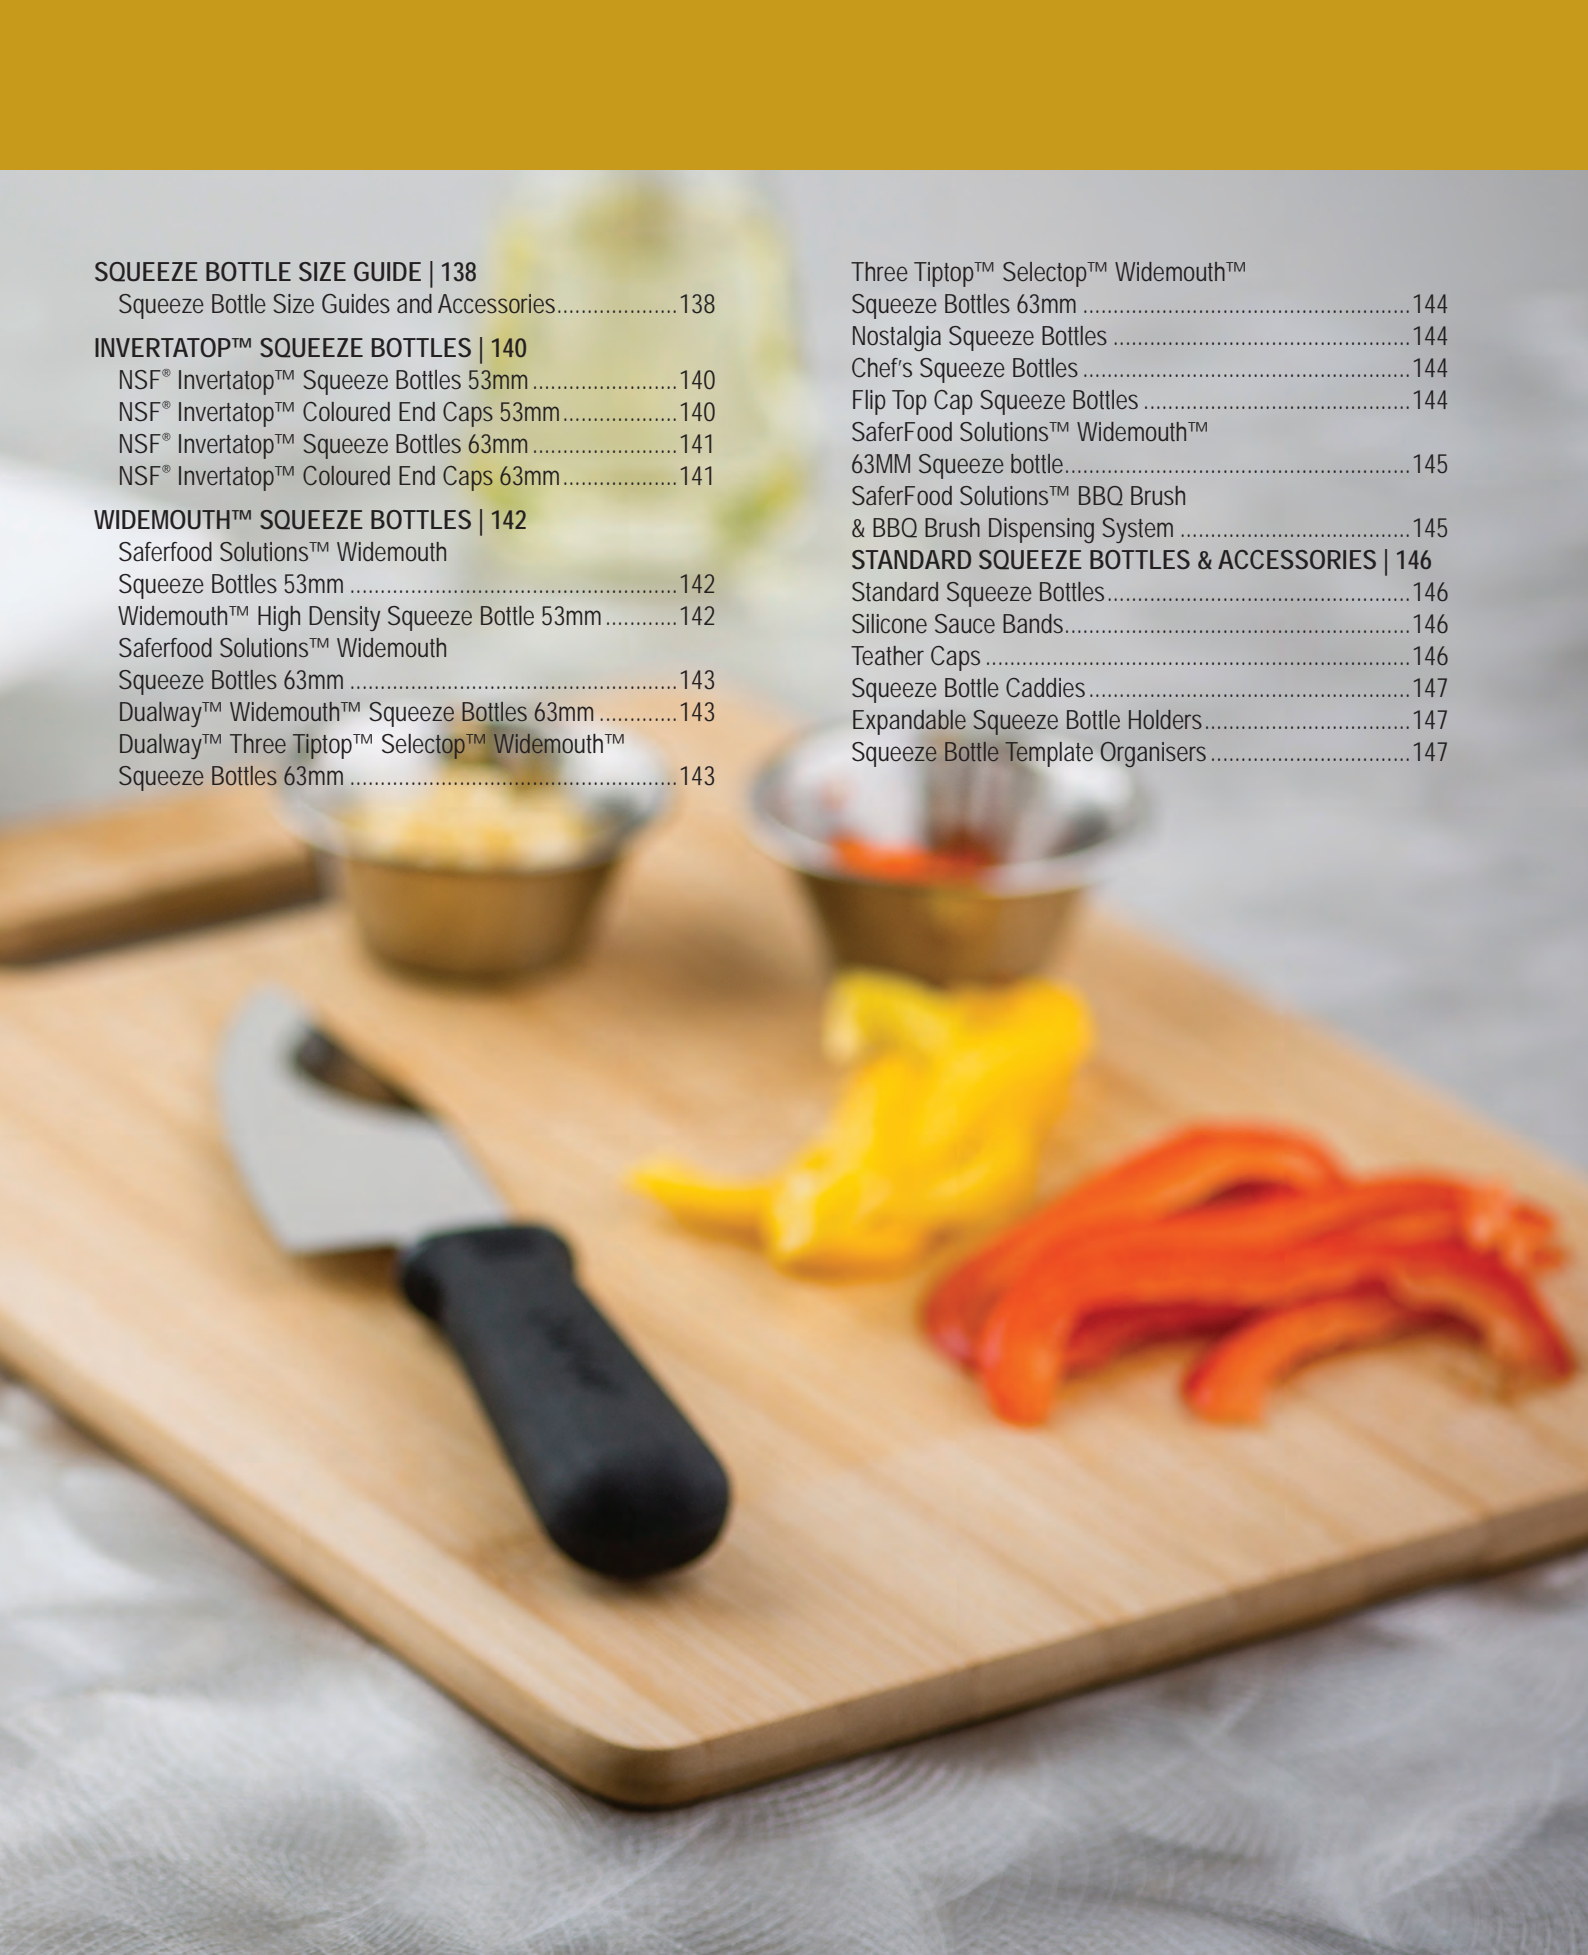 SQUEEZE BOTTLE SIZE GUIDE | 138
Squeeze Bottle Size Guides and Accessories....................138
INVERTATOP™ SQUEEZE BOTTLES | 140
NSF® Invertatop™ Squeeze Bottles 53mm........................140
NSF® Invertatop™ Coloured End Caps 53mm...................140
NSF® Invertatop™ Squeeze Bottles 63mm........................141
NSF® Invertatop™ Coloured End Caps 63mm...................141
WIDEMOUTH™ SQUEEZE BOTTLES | 142
Saferfood Solutions™ Widemouth
Squeeze Bottles 53mm ......................................................142
Widemouth™ High Density Squeeze Bottle 53mm............142
Saferfood Solutions™ Widemouth
Squeeze Bottles 63mm ......................................................143
Dualway™ Widemouth™ Squeeze Bottles 63mm .............143
Dualway™ Three Tiptop™ Selectop™ Widemouth™
Squeeze Bottles 63mm ......................................................143
Three Tiptop™ Selectop™ Widemouth™
Squeeze Bottles 63mm ......................................................144
Nostalgia Squeeze Bottles .................................................144
Chef's Squeeze Bottles ......................................................144
Flip Top Cap Squeeze Bottles ............................................144
SaferFood Solutions™ Widemouth™
63MM Squeeze bottle.........................................................145
SaferFood Solutions™ BBQ Brush
& BBQ Brush Dispensing System ......................................145
STANDARD SQUEEZE BOTTLES & ACCESSORIES | 146
Standard Squeeze Bottles..................................................146
Silicone Sauce Bands.........................................................146
Teather Caps ......................................................................146
Squeeze Bottle Caddies.....................................................147
Expandable Squeeze Bottle Holders..................................147
Squeeze Bottle Template Organisers.................................147